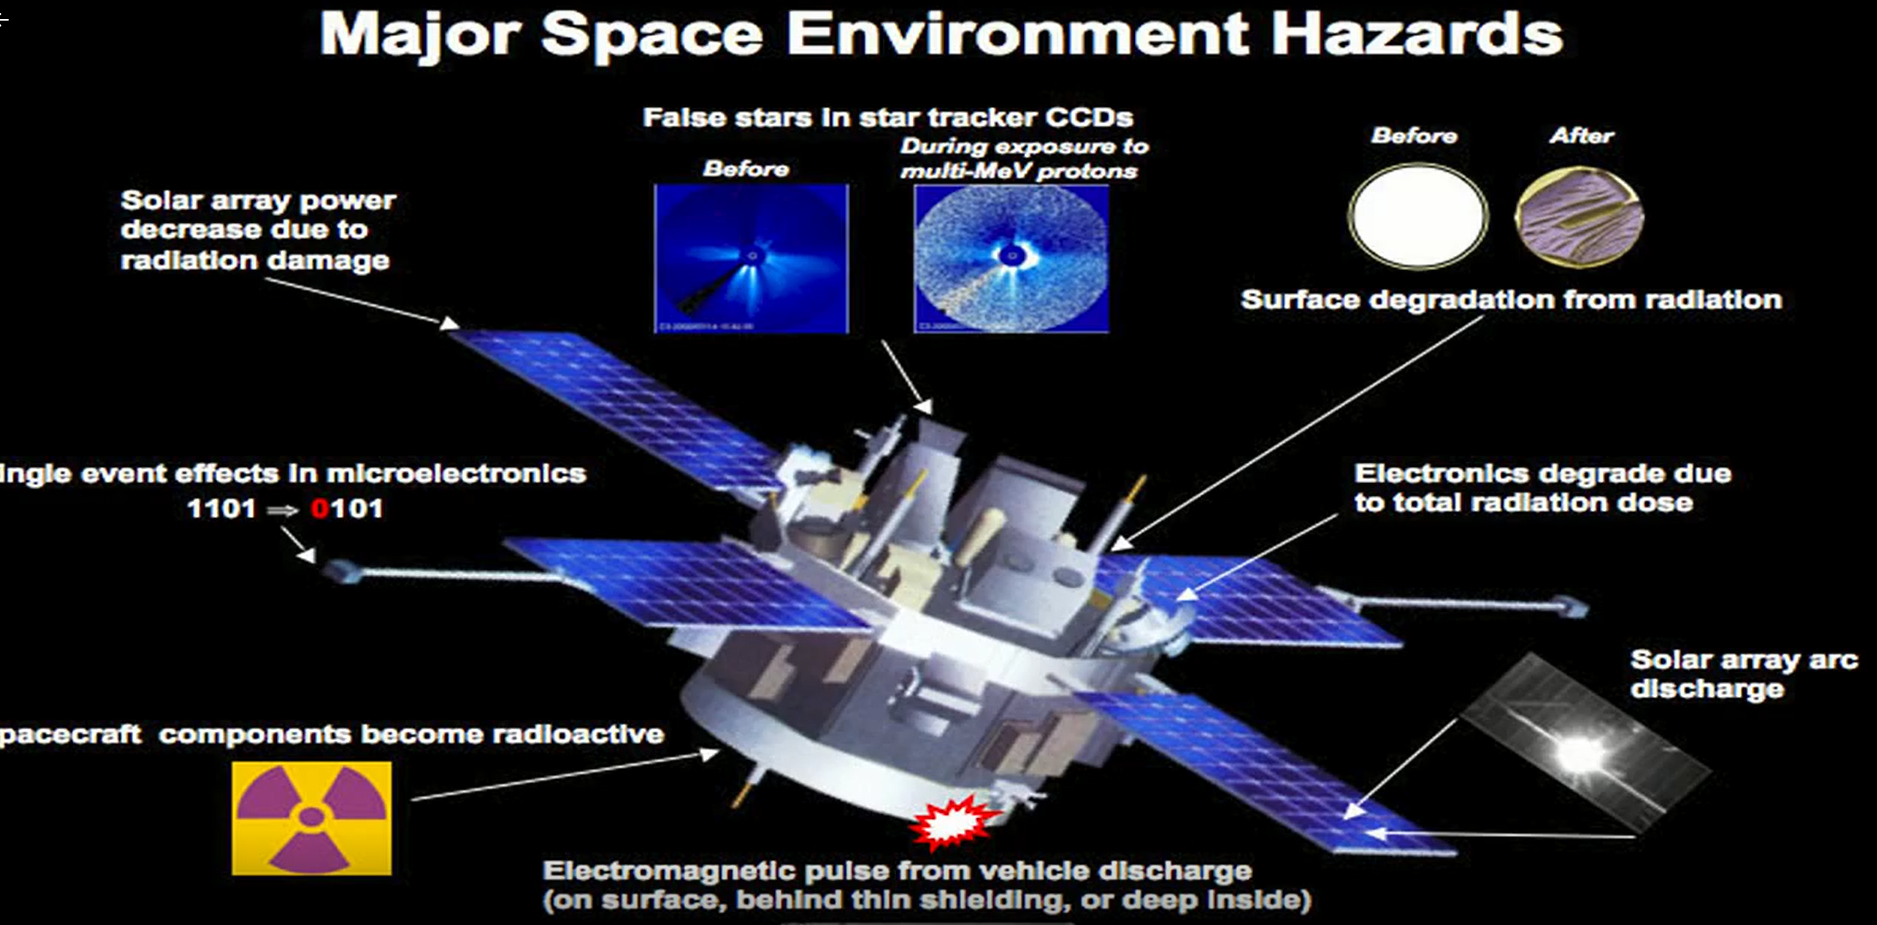 Major Space Environment Hazards
False stars in star tracker CCDs
Before
During exposure to
multi-MeV protons
Before
After
Solar array power
decrease due to
radiation damage
Surface degradation from radiation
ingle event effects in microelectronics
1101 ⇒ 0101
Electronics degrade due
to total radiation dose
Solar array arc
discharge
pacecraft components become radioactive
Electromagnetic pulse from vehicle discharge
(on surface, behind thin shielding, or deep inside)